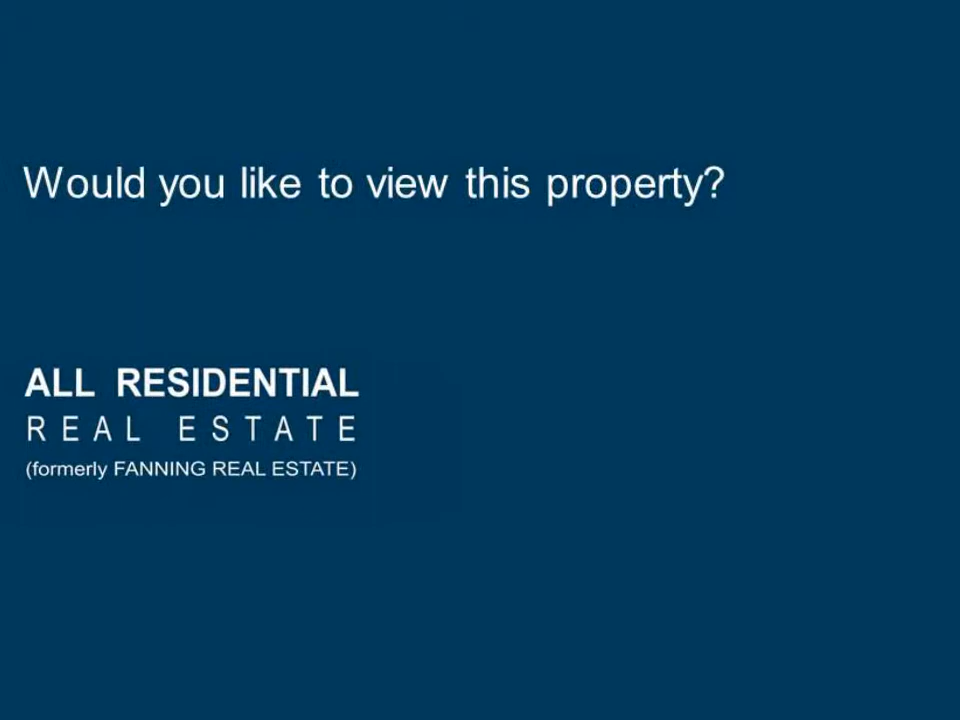 Would you like to view this property?
ALL RESIDENTIAL
REAL ESTATE
(formerly FANNING REAL ESTATE)